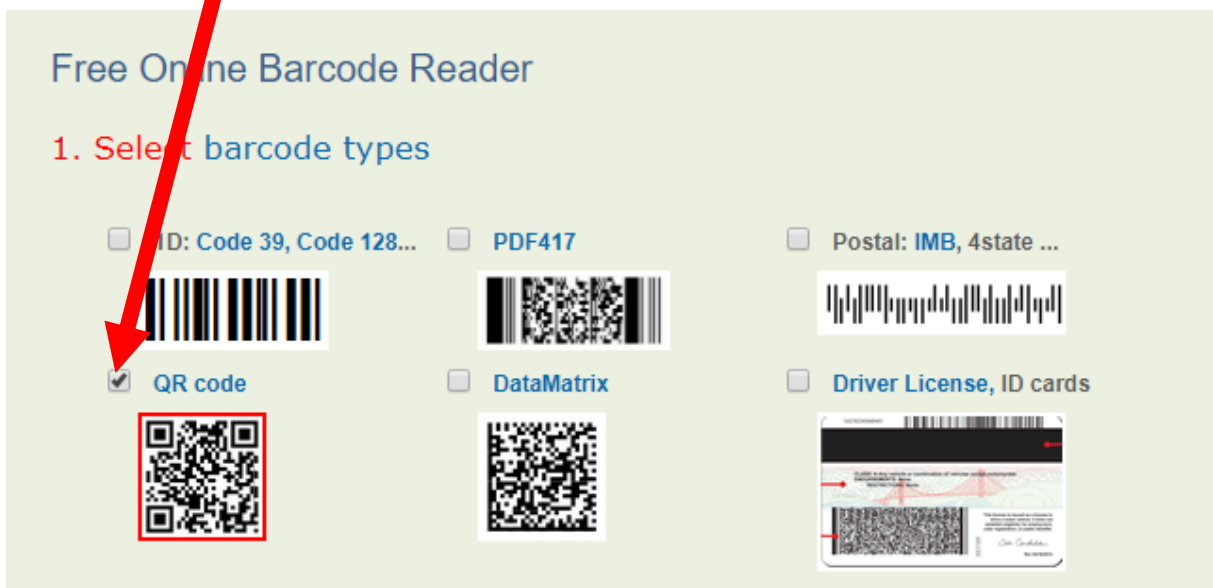 Free Online Barcode Reader
1. Select barcode types
1D: Code 39, Code 128...
PDF417
Postal: IMB, 4state ...
QR code
DataMatrix
Driver License, ID cards